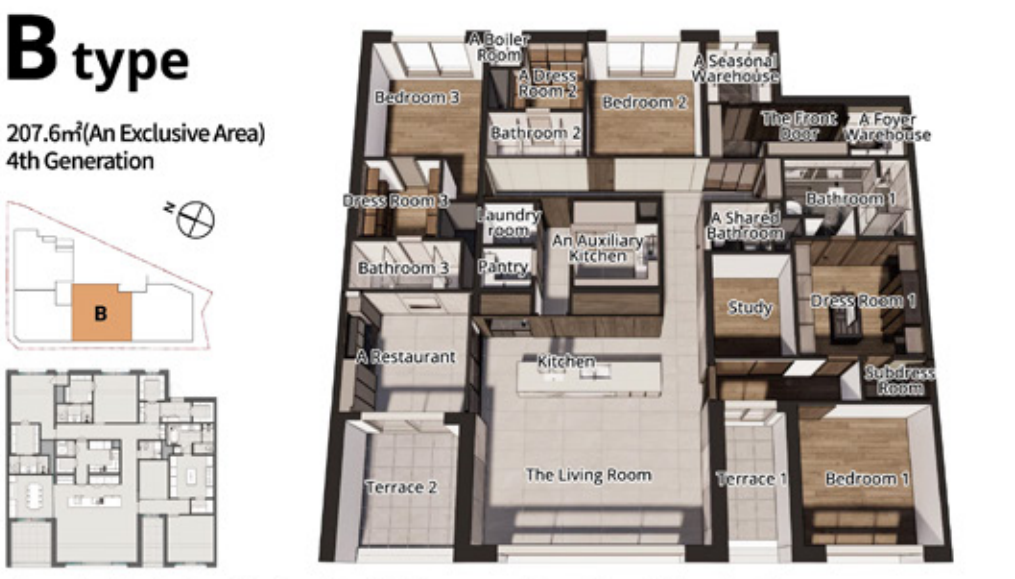 B type
207.6㎡(An Exclusive Area)
4th Generation
N
B
A Boiler
Room
A Dress
Room 2
A Seasonal
Warehouse
Bedroom 3
Bedroom 2
Bathroom 2
The Front
Door
A Foyer
Warehouse
Dress Room 3
Bathroom 1
Laundry
room
A Shared
Bathroom
An Auxiliary
Kitchen
Bathroom 3
Pantry
Study
Dress Room 1
A Restaurant
Kitchen
Subdress
Room
Terrace 2
The Living Room
Terrace 1
Bedroom 1